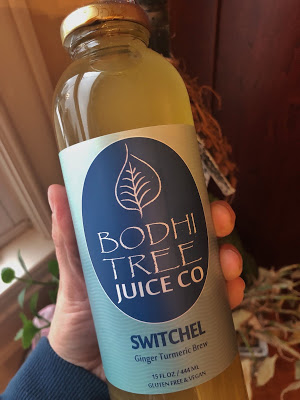 BODHI
TREE
JUICE CO
SWITCHEL
Ginger Turmeric Brew
15 FL. OZ / 444 ML
GLUTEN FREE & VEGAN